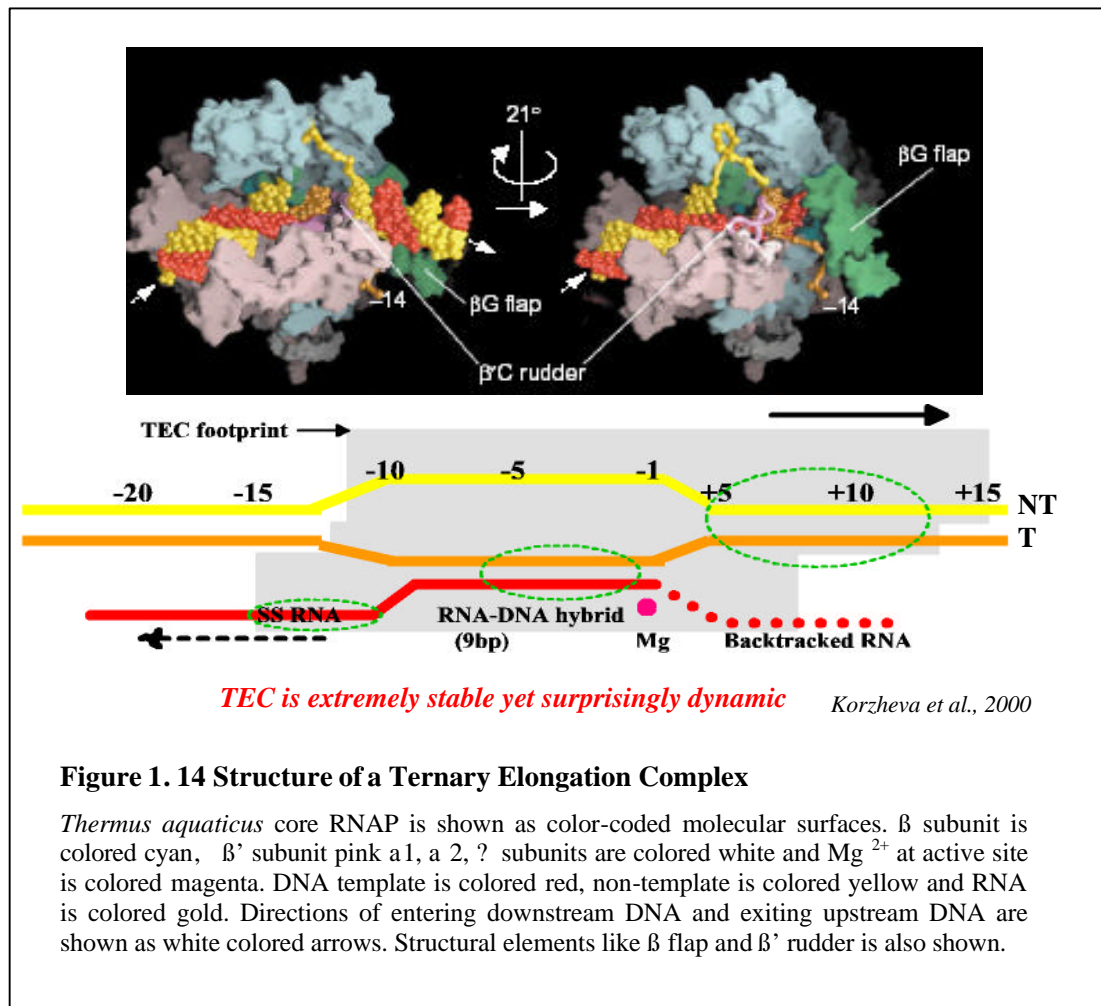 21°
βG flap
–14
βG flap
–14
β'C rudder
TEC footprint
-20 -15 -10 -5 -1 +5 +10 +15 NT
T
SS RNA RNA-DNA hybrid
(9bp) Mg Backtracked RNA
TEC is extremely stable yet surprisingly dynamic Korzheva et al., 2000
Figure 1. 14 Structure of a Ternary Elongation Complex
Thermus aquaticus core RNAP is shown as color-coded molecular surfaces. ß subunit is
colored cyan, ß’ subunit pink a1, a 2, ? subunits are colored white and Mg 2+ at active site
is colored magenta. DNA template is colored red, non-template is colored yellow and RNA
is colored gold. Directions of entering downstream DNA and exiting upstream DNA are
shown as white colored arrows. Structural elements like ß flap and ß’ rudder is also shown.